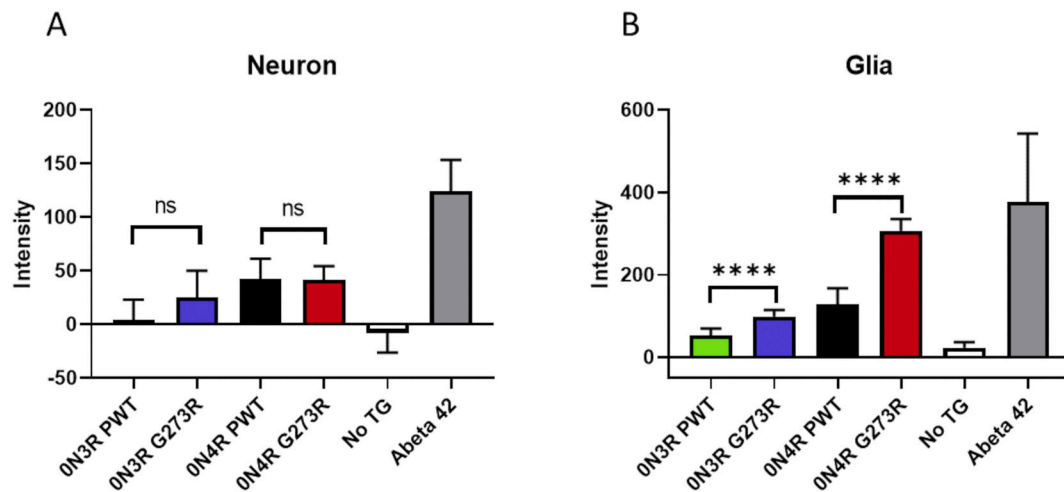 A
Neuron
Intensity
200
150
100
50
0
-50
ns
ns
0N3R PWT
0N3R G273R
0N4R PWT
0N4R G273R
No TG
Abeta 42
B
Glia
Intensity
600
400
200
0
****
****
0N3R PWT
0N3R G273R
0N4R PWT
0N4R G273R
No TG
Abeta 42